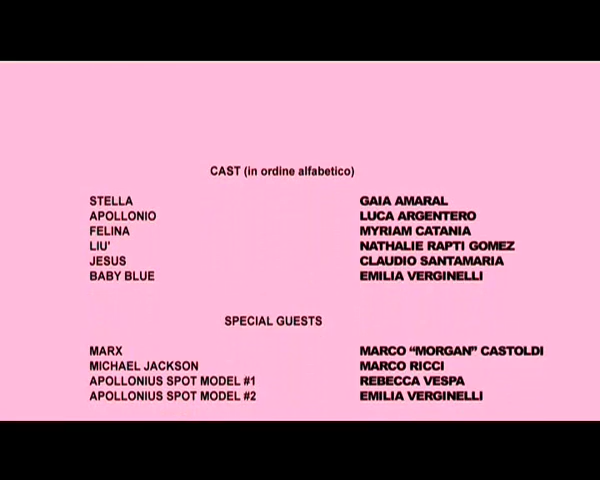 CAST (in ordine alfabetico)
STELLA GAIA AMARAL
APOLLONIO LUCA ARGENTERO
FELINA MYRIAM CATANIA
LIU' NATHALIE RAPTI GOMEZ
JESUS CLAUDIO SANTAMARIA
BABY BLUE EMILIA VERGINELLI
SPECIAL GUESTS
MARX MARCO “MORGAN” CASTOLDI
MICHAEL JACKSON MARCO RICCI
APOLLONIUS SPOT MODEL #1 REBECCA VESPA
APOLLONIUS SPOT MODEL #2 EMILIA VERGINELLI